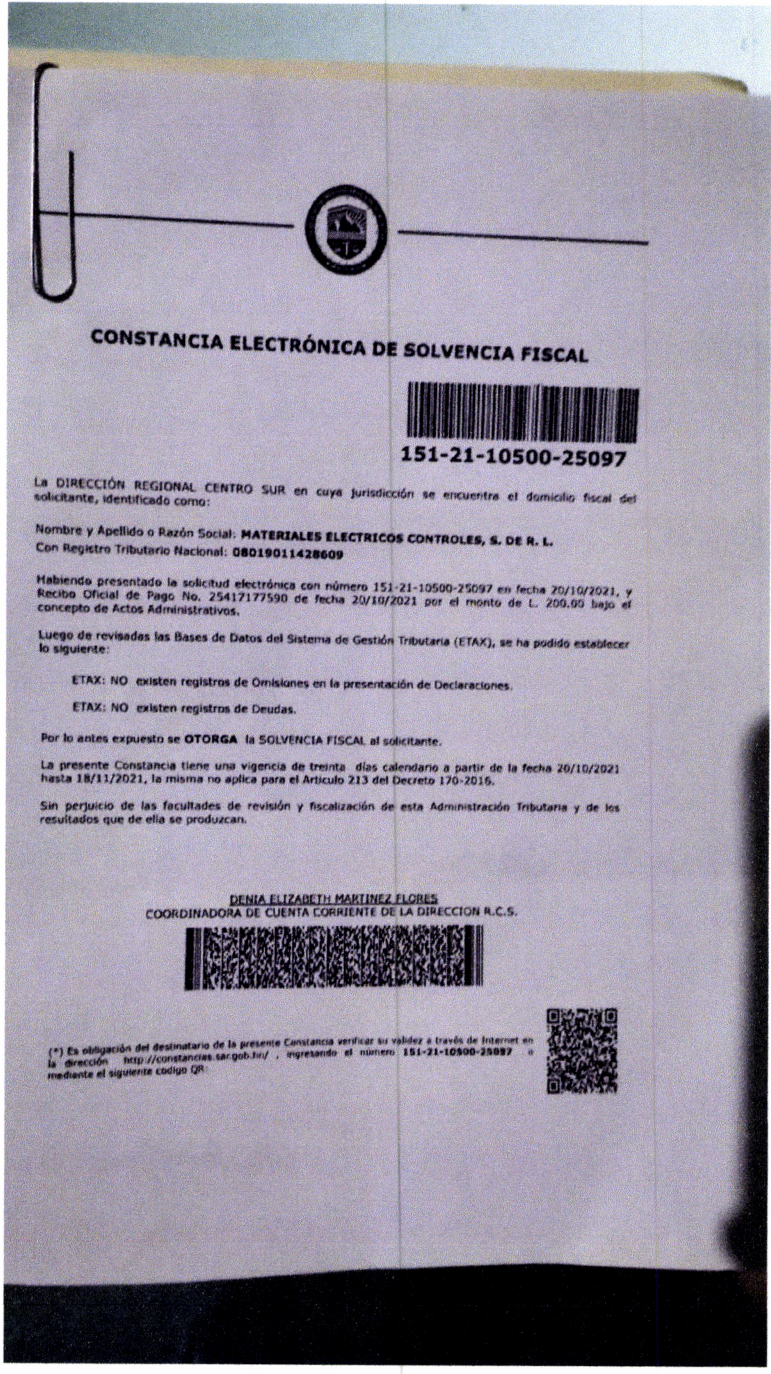 CONSTANCIA ELECTRÓNICA DE SOLVENCIA FISCAL
151-21-10500-25097
La DIRECCIÓN REGIONAL CENTRO SUR en cuya jurisdicción se encuentra el domicilio fiscal del
solicitante, identificado como:
Nombre y Apellido o Razón Social: MATERIALES ELECTRICOS CONTROLES, S. DE R. L.
Con Registro Tributario Nacional: 08019011428609
Habiendo presentado la solicitud electrónica con número 151-21-10500-25097 en fecha 20/10/2021, y
Recibo Oficial de Pago No. 25417177590 de fecha 20/10/2021 por el monto de L. 200.00 bajo el
concepto de Actos Administrativos.
Luego de revisadas las Bases de Datos del Sistema de Gestión Tributaria (ETAX), se ha podido establecer
lo siguiente:
ETAX: NO existen registros de Omisiones en la presentación de Declaraciones.
ETAX: NO existen registros de Deudas.
Por lo antes expuesto se OTORGA la SOLVENCIA FISCAL al solicitante.
La presente Constancia tiene una vigencia de treinta días calendario a partir de la fecha 20/10/2021
hasta 18/11/2021, la misma no aplica para el Articulo 213 del Decreto 170-2016.
Sin perjuicio de las facultades de revisión y fiscalización de esta Administración Tributaria y de los
resultados que de ella se produzcan.
DENIA ELIZABETH MARTINEZ FLORES
COORDINADORA DE CUENTA CORRIENTE DE LA DIRECCION R.C.S.
(*) Es obligación del destinatario de la presente Constancia verificar su validez a través de Internet en
la dirección http://constancias.sar.gob.hn/ , ingresando el número 151-21-10500-25097 o
mediante el siguiente codigo QR: